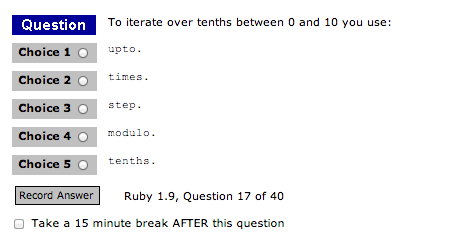 Question To iterate over tenths between 0 and 10 you use:
Choice 1 upto.
Choice 2 times.
Choice 3 step.
Choice 4 modulo.
Choice 5 tenths.
Record Answer Ruby 1.9, Question 17 of 40
Take a 15 minute break AFTER this question